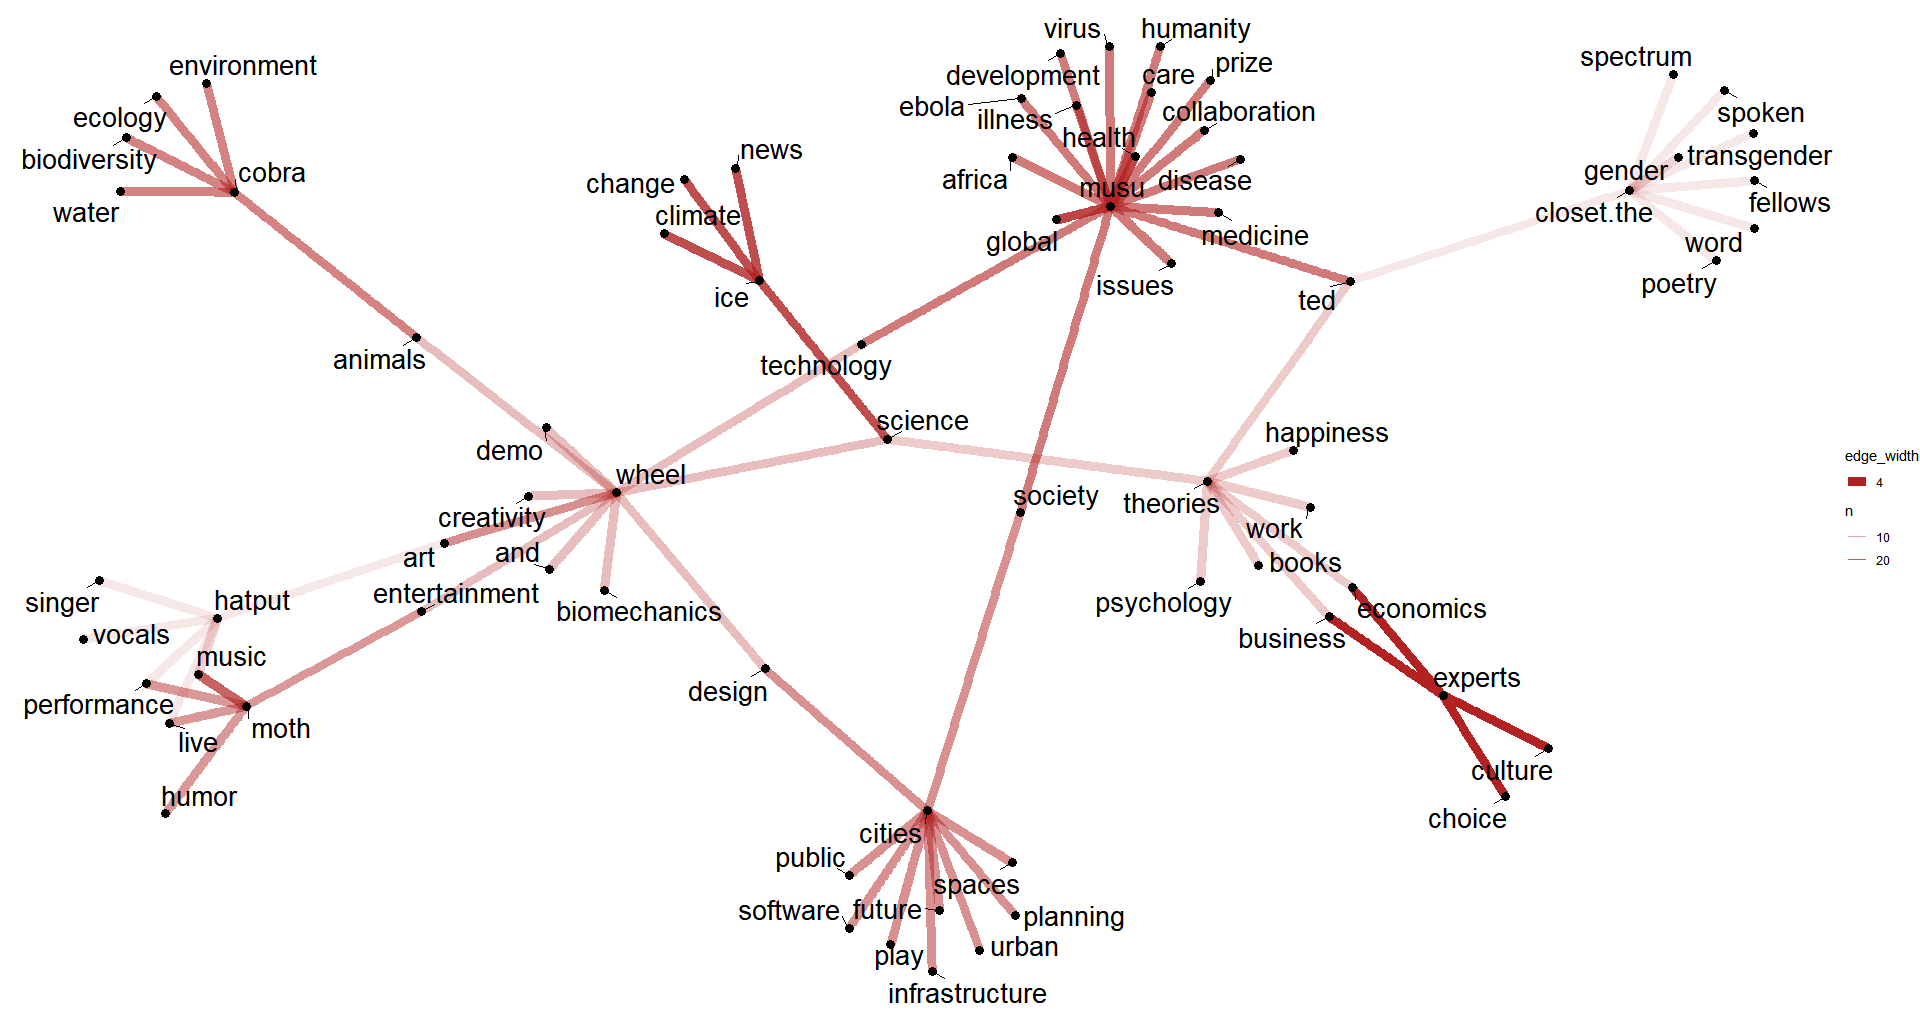 virus
humanity
environment
spectrum
prize
development
care
ebola
collaboration
spoken
ecology
illness
health
news
biodiversity
transgender
cobra
gender
change
africa
musu
disease
water
climate
closet.the
fellows
global
medicine
word
ice
issues
ted
poetry
animals
technology
science
happiness
demo
wheel
edge_width
4
society
theories
n
creativity
work
10
art
and
books
20
entertainment
singer
hatput
biomechanics
psychology
economics
vocals
business
music
experts
performance
design
live
moth
culture
humor
choice
cities
public
spaces
software
future
planning
play
urban
infrastructure